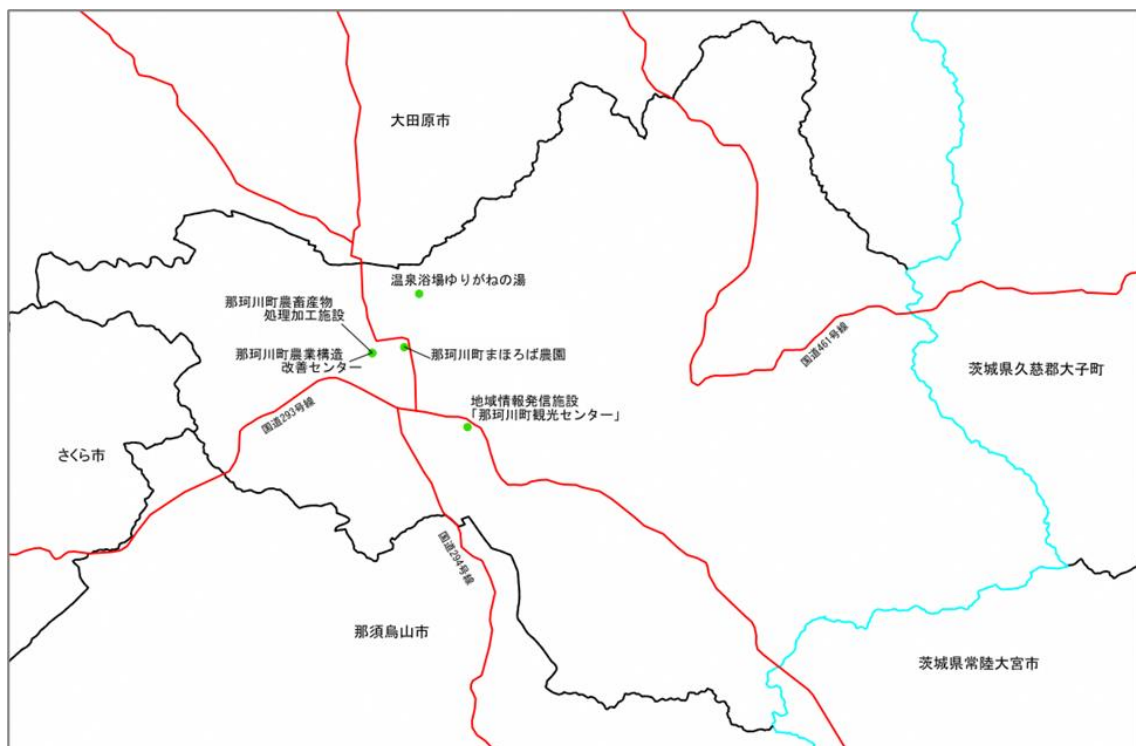 大田原市
温泉浴場ゆりがねの湯
那珂川町農畜産物
処理加工施設
那珂川町農業構造
改善センター
那珂川町まほろば農園
国道461号線
茨城県久慈郡大子町
地域情報発信施設
「那珂川町観光センター」
国道293号線
さくら市
国道294号線
那須烏山市
茨城県常陸大宮市